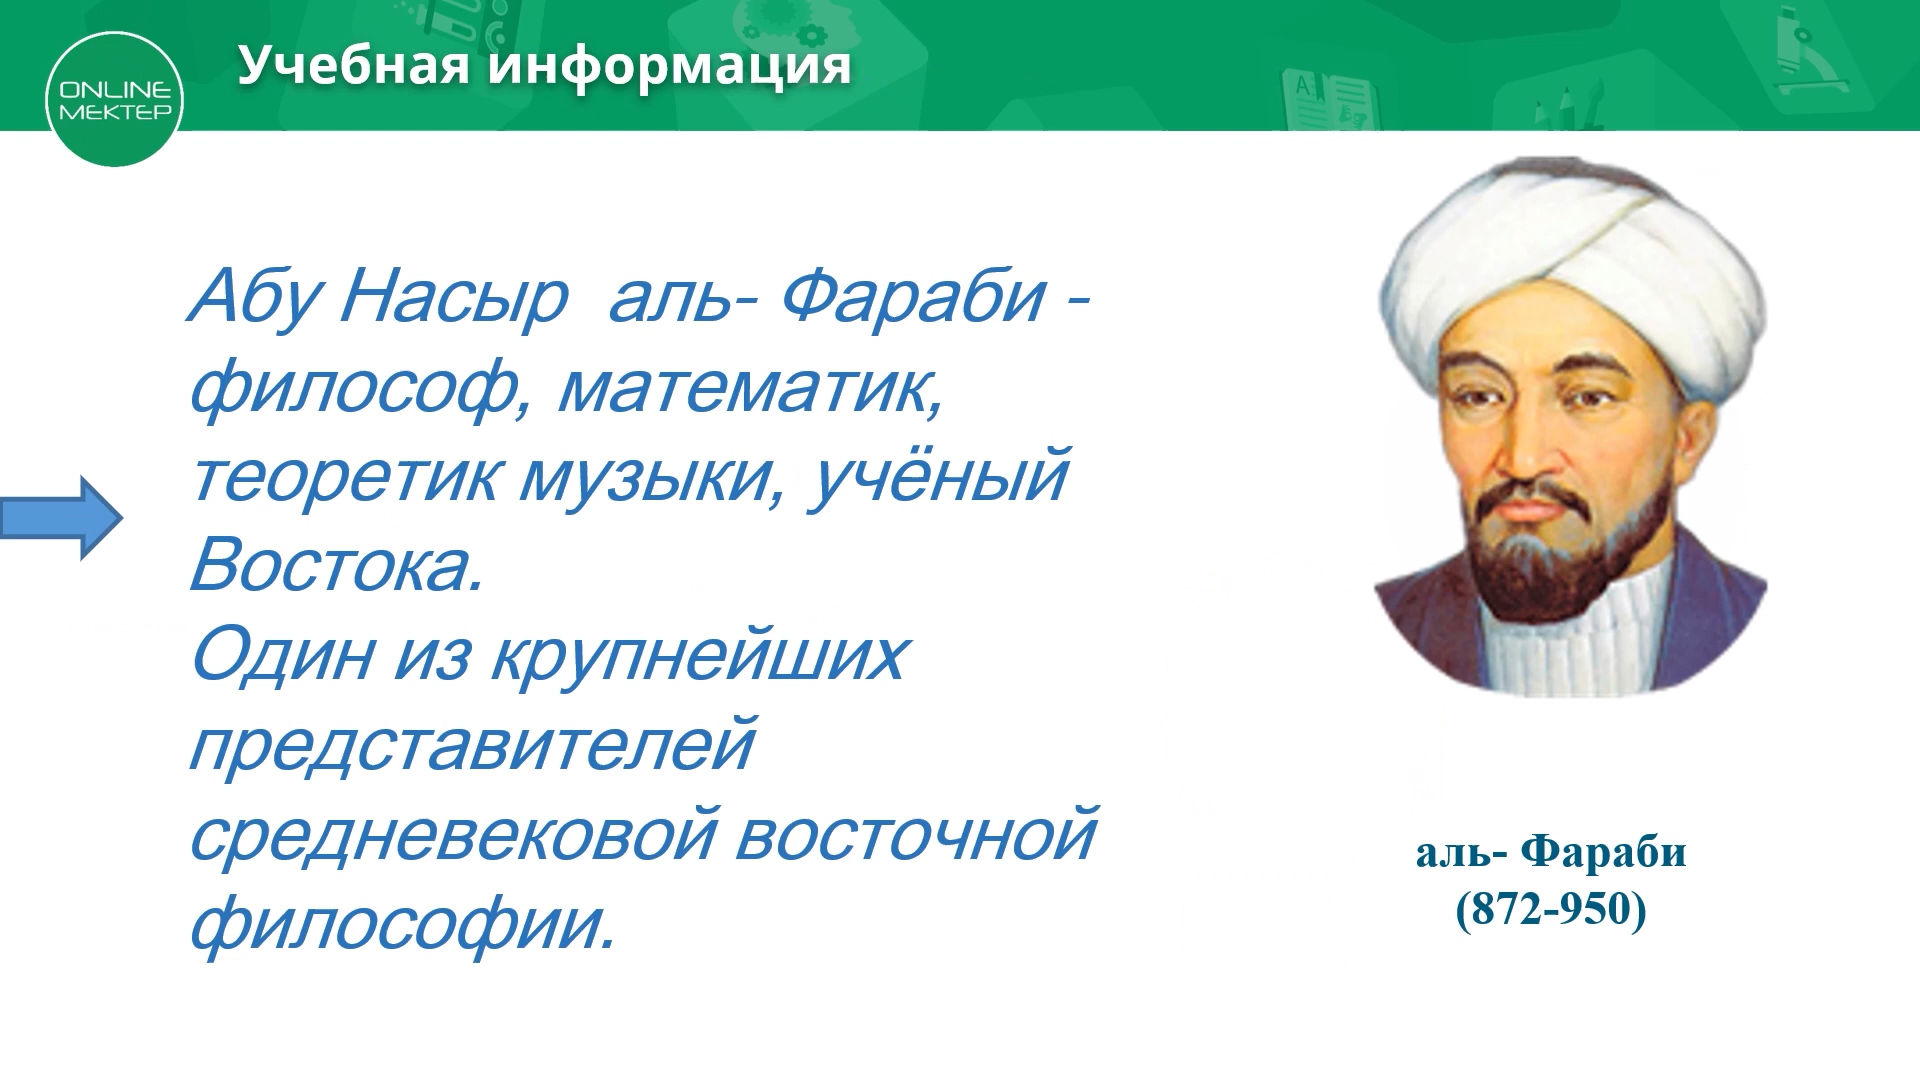 Учебная информация
ONLINE
MEKTEP
Абу Насыр  аль- Фараби -
философ, математик,
теоретик музыки, учёный
Востока.
Один из крупнейших
представителей
средневековой восточной
философии.
аль- Фараби
(872-950)